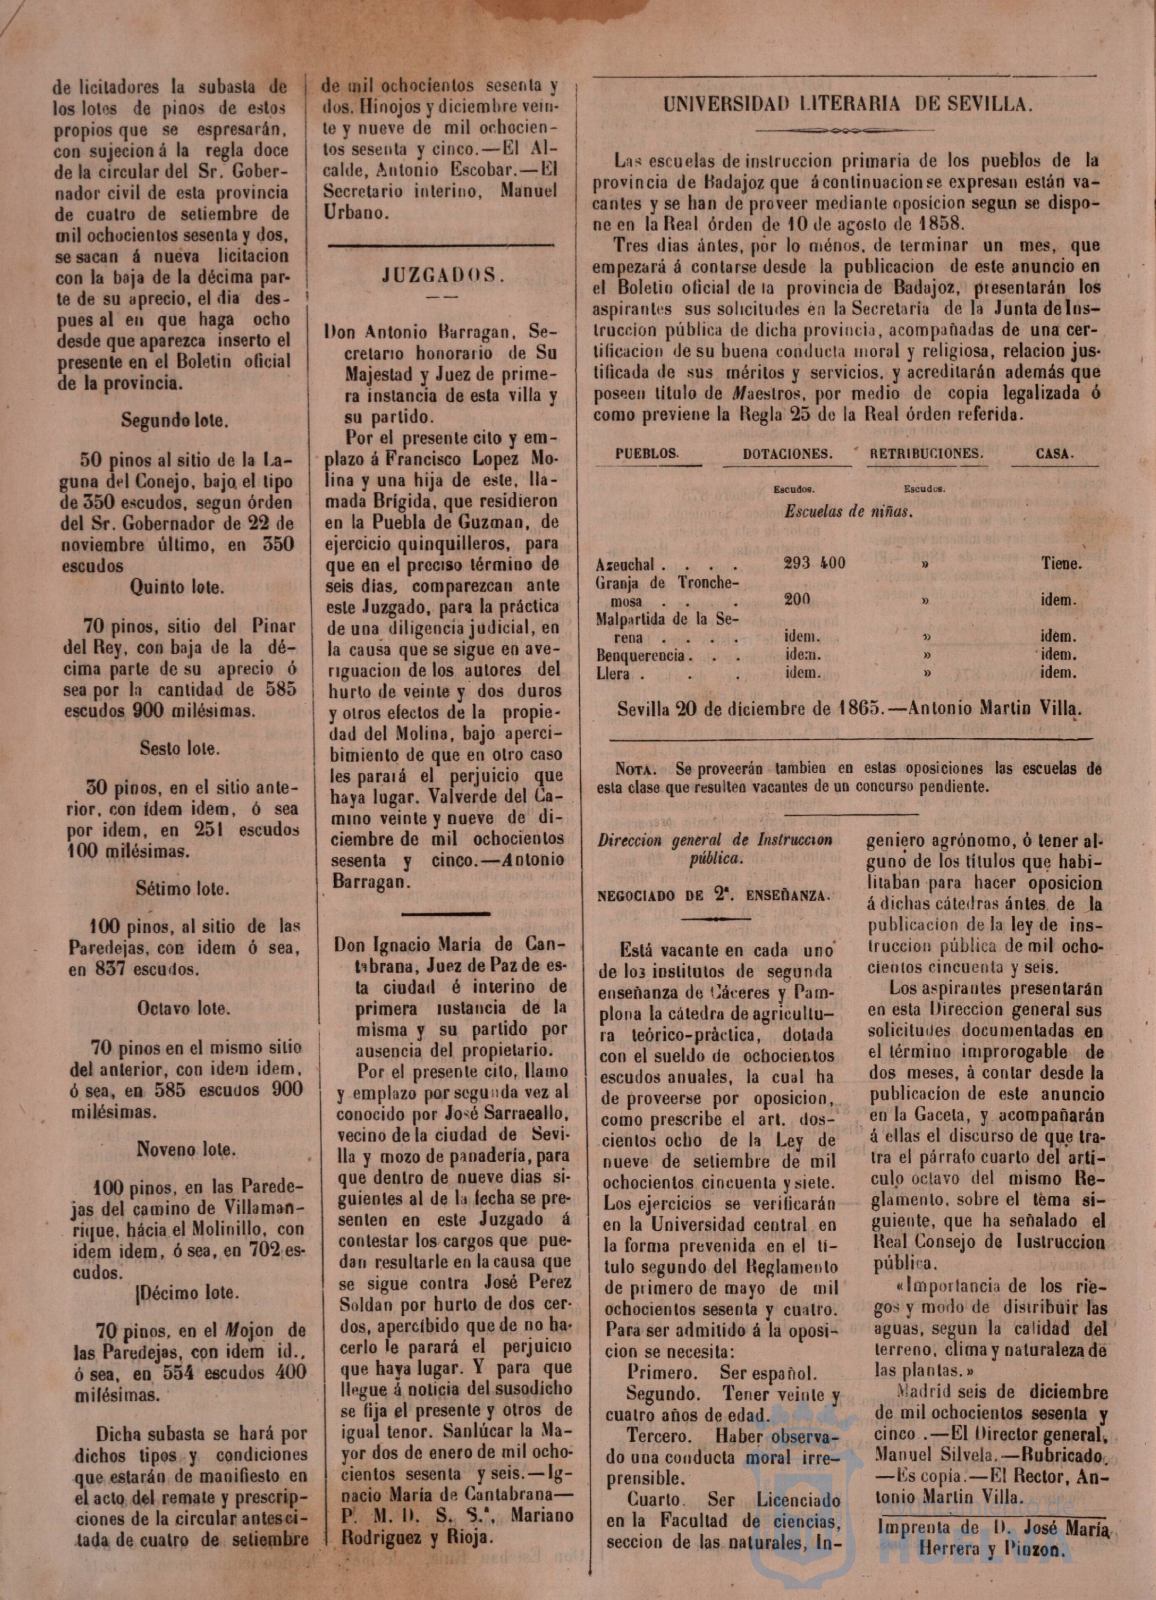 de licitadores la subasta de
los lotes de pinos de estos
propios que se espresarán,
con sujecion á la regla doce
de la circular del Sr. Gober-
nador civil de esta provincia
de cuatro de setiembre de
mil ochocientos sesenta y dos,
se sacan á nueva licitacion
con la baja de la décima par-
te de su aprecio, el dia des-
pues al en que haga ocho
desde que aparezca inserto el
presente en el Boletin oficial
de la provincia.
Segundo lote.
50 pinos al sitio de la La-
guna del Conejo, bajo el tipo
de 350 escudos, segun órden
del Sr. Gobernador de 22 de
noviembre último, en 350
escudos
Quinto lote.
70 pinos, sitio del Pinar
del Rey, con baja de la dé-
cima parte de su aprecio ó
sea por la cantidad de 585
escudos 900 milésimas.
Sesto lote.
30 pinos, en el sitio ante-
rior, con ídem idem, ó sea
por idem, en 251 escudos
100 milésimas.
Sétimo lote.
100 pinos, al sitio de las
Paredejas, con idem ó sea,
en 837 escudos.
Octavo lote.
70 pinos en el mismo sitio
del anterior, con idem idem,
ó sea, en 585 escudos 900
milésimas.
Noveno lote.
100 pinos, en las Parede-
jas del camino de Villaman-
rique, hácia el Molinillo, con
idem idem, ó sea, en 702 es-
cudos.
Décimo lote.
70 pinos, en el Mojon de
las Paredejas, con idem id.,
ó sea, en 554 escudos 400
milésimas.
Dicha subasta se hará por
dichos tipos y condiciones
que estarán de manifiesto en
el acto del remate y prescrip-
ciones de la circular antes ci-
tada de cuatro de setiembre
de mil ochocientos sesenta y
dos. Hinojos y diciembre vein-
te y nueve de mil ochocien-
tos sesenta y cinco.—El Al-
calde, Antonio Escobar.—El
Secretario interino, Manuel
Urbano.
JUZGADOS.
Don Antonio Barragan, Se-
cretario honorario de Su
Majestad y Juez de prime-
ra instancia de esta villa y
su partido.
Por el presente cito y em-
plazo á Francisco Lopez Mo-
lina y una hija de este, lla-
mada Brígida, que residieron
en la Puebla de Guzman, de
ejercicio quinquilleros, para
que en el preciso término de
seis días, comparezcan ante
este Juzgado, para la práctica
de una diligencia judicial, en
la causa que se sigue en ave-
riguacion de los autores del
hurto de veinte y dos duros
y otros efectos de la propie-
dad del Molina, bajo aperci-
bimiento de que en otro caso
les parará el perjuicio que
haya lugar. Valverde del Ca-
mino veinte y nueve de di-
ciembre de mil ochocientos
sesenta y cinco.—Antonio
Barragan.
Don Ignacio María de Can-
tabrana, Juez de Paz de es-
ta ciudad é interino de
primera instancia de la
misma y su partido por
ausencia del propietario.
Por el presente cito, llamo
y emplazo por segunda vez al
conocido por José Sarraeallo,
vecino de la ciudad de Sevi-
lla y mozo de panadería, para
que dentro de nueve dias si-
guientes al de la fecha se pre-
senten en este Juzgado á
contestar los cargos que pue-
dan resultarle en la causa que
se sigue contra José Perez
Soldan por hurto de dos cer-
dos, apercíbido que de no ha-
cerlo le parará el perjuicio
que haya lugar. Y para que
llegue á noticia del susodicho
se fija el presente y otros de
igual tenor. Sanlúcar la Ma-
yor dos de enero de mil ocho-
cientos sesenta y seis.—Ig-
nacio María de Cantabrana—
P. M. D. S. S.ª, Mariano
Rodriguez y Rioja.
UNIVERSIDAD LITERARIA DE SEVILLA.
Las escuelas de instruccion primaria de los pueblos de la
provincia de Badajoz que á continuacion se expresan están va-
cantes y se han de proveer mediante oposicion segun se dispo-
ne en la Real órden de 10 de agosto de 1858.
Tres dias ántes, por lo ménos, de terminar un mes, que
empezará á contarse desde la publicacion de este anuncio en
el Boletin oficial de la provincia de Badajoz, presentarán los
aspirantes sus solicitudes en la Secretaría de la Junta de Ins-
truccion pública de dicha provincia, acompañadas de una cer-
tificacion de su buena conducta moral y religiosa, relacion jus-
tificada de sus méritos y servicios, y acreditarán además que
poseen título de Maestros, por medio de copia legalizada ó
como previene la Regla 25 de la Real órden referida.
PUEBLOS. DOTACIONES. RETRIBUCIONES. CASA.
Escudos. Escudos.
Escuelas de niñas.
Azeuchal . . . . 293 400 » Tiene.
Granja de Tronche-
mosa . . . 200 » idem.
Malpartida de la Se-
rena . . . . idem. » idem.
Benquerencia. . . idem. » idem.
Llera . . . idem. » idem.
Sevilla 20 de diciembre de 1865.—Antonio Martin Villa.
NOTA. Se proveerán tambien en estas oposiciones las escuelas de
esta clase que resulten vacantes de un concurso pendiente.
Direccion general de Instruccion
pública.
NEGOCIADO DE 2ª. ENSEÑANZA.
Está vacante en cada uno
de los institutos de segunda
enseñanza de Cáceres y Pam-
plona la cátedra de agricultu-
ra teórico-práctica, dotada
con el sueldo de ochocientos
escudos anuales, la cual ha
de proveerse por oposicion,
como prescribe el art. dos-
cientos ocho de la Ley de
nueve de setiembre de mil
ochocientos cincuenta y siete.
Los ejercicios se verificarán
en la Universidad central en
la forma prevenida en el tí-
tulo segundo del Reglamento
de primero de mayo de mil
ochocientos sesenta y cuatro.
Para ser admitido á la oposi-
cion se necesita:
Primero. Ser español.
Segundo. Tener veinte y
cuatro años de edad.
Tercero. Haber observa-
do una conducta moral irre-
prensible.
Cuarto. Ser Licenciado
en la Facultad de ciencias,
seccion de las naturales, In-
geniero agrónomo, ó tener al-
guno de los títulos que habi-
litaban para hacer oposicion
á dichas cátedras ántes de la
publicacion de la ley de ins-
truccion pública de mil ocho-
cientos cincuenta y seis.
Los aspirantes presentarán
en esta Direccion general sus
solicitudes documentadas en
el término improrogable de
dos meses, á contar desde la
publicacion de este anuncio
en la Gaceta, y acompañarán
á ellas el discurso de que tra-
tra el párrafo cuarto del artí-
culo octavo del mismo Re-
glamento, sobre el tema si-
guiente, que ha señalado el
Real Consejo de Iustruccion
pública.
«Importancia de los rie-
gos y modo de distribuir las
aguas, segun la calidad del
terreno, clima y naturaleza de
las plantas.»
Madrid seis de diciembre
de mil ochocientos sesenta y
cinco.—El Director general,
Manuel Silvela.—Rubricado
—Es copia.—El Rector, An-
tonio Martin Villa.
Imprenta de D. José María
Herrera y Pinzon.